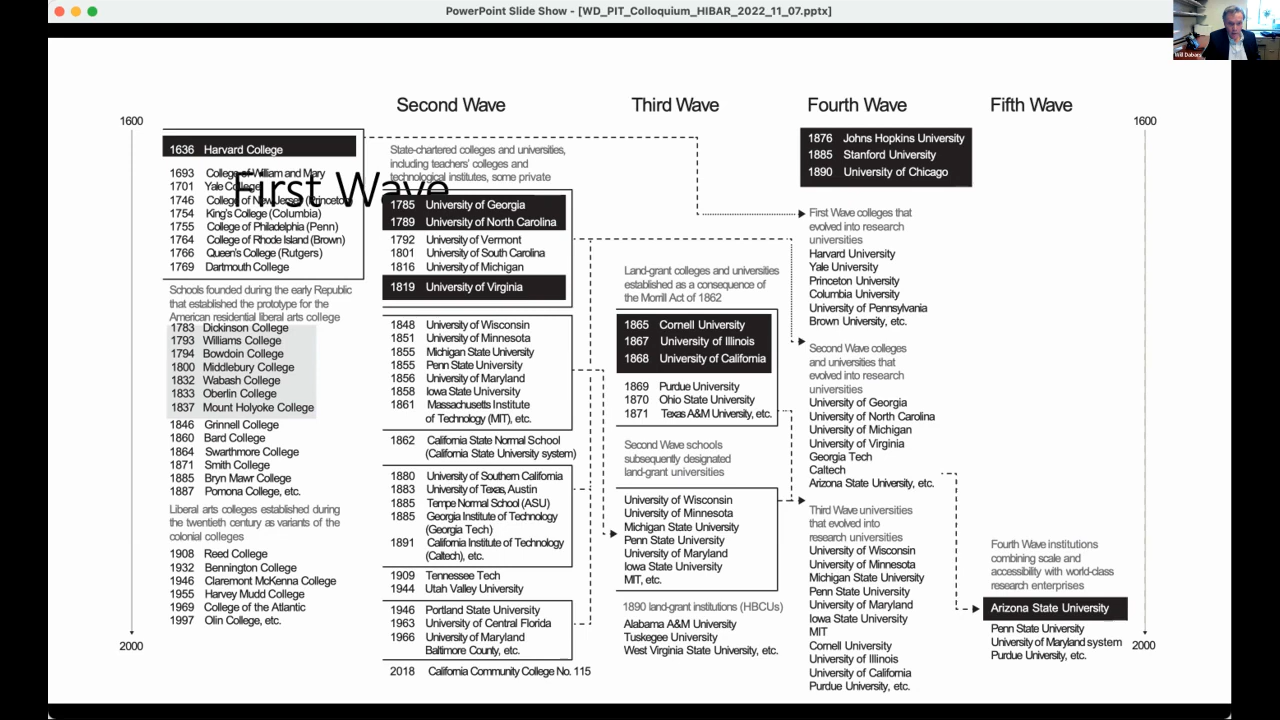 PowerPoint Slide Show - [WD_PIT_Colloquium_HIBAR_2022_11_07.pptx]
Will Dabars
First Wave
Second Wave
Third Wave
Fourth Wave
Fifth Wave
1600
2000
1636 Harvard College
1693 College of William and Mary
1701 Yale College
1746 College of New Jersey (Princeton)
1754 King's College (Columbia)
1755 College of Philadelphia (Penn)
1764 College of Rhode Island (Brown)
1766 Queen's College (Rutgers)
1769 Dartmouth College
Schools founded during the early Republic
that established the prototype for the
American residential liberal arts college
1783 Dickinson College
1793 Williams College
1794 Bowdoin College
1800 Middlebury College
1832 Wabash College
1833 Oberlin College
1837 Mount Holyoke College
1846 Grinnell College
1860 Bard College
1864 Swarthmore College
1871 Smith College
1885 Bryn Mawr College
1887 Pomona College, etc.
Liberal arts colleges established during
the twentieth century as variants of the
colonial colleges
1908 Reed College
1932 Bennington College
1946 Claremont McKenna College
1955 Harvey Mudd College
1969 College of the Atlantic
1997 Olin College, etc.
State-chartered colleges and universities,
including teachers' colleges and
technological institutes, some private
1785 University of Georgia
1789 University of North Carolina
1792 University of Vermont
1801 University of South Carolina
1816 University of Michigan
1819 University of Virginia
1848 University of Wisconsin
1851 University of Minnesota
1855 Michigan State University
1855 Penn State University
1856 University of Maryland
1858 Iowa State University
1861 Massachusetts Institute
of Technology (MIT), etc.
1862 California State Normal School
(California State University system)
1880 University of Southern California
1883 University of Texas, Austin
1885 Tempe Normal School (ASU)
1885 Georgia Institute of Technology
(Georgia Tech)
1891 California Institute of Technology
(Caltech), etc.
1909 Tennessee Tech
1944 Utah Valley University
1946 Portland State University
1963 University of Central Florida
1966 University of Maryland
Baltimore County, etc.
2018 California Community College No. 115
Land-grant colleges and universities
established as a consequence of
the Morrill Act of 1862
1865 Cornell University
1867 University of Illinois
1868 University of California
1869 Purdue University
1870 Ohio State University
1871 Texas A&M University, etc.
Second Wave schools
subsequently designated
land-grant universities
University of Wisconsin
University of Minnesota
Michigan State University
Penn State University
University of Maryland
Iowa State University
MIT, etc.
1890 land-grant institutions (HBCUs)
Alabama A&M University
Tuskegee University
West Virginia State University, etc.
1876 Johns Hopkins University
1885 Stanford University
1890 University of Chicago
First Wave colleges that
evolved into research
universities
Harvard University
Yale University
Princeton University
Columbia University
University of Pennsylvania
Brown University, etc.
Second Wave colleges
and universities that
evolved into research
universities
University of Georgia
University of North Carolina
University of Michigan
University of Virginia
Georgia Tech
Caltech
Arizona State University, etc.
Third Wave universities
that evolved into
research universities
University of Wisconsin
University of Minnesota
Michigan State University
Penn State University
University of Maryland
Iowa State University
MIT
Cornell University
University of Illinois
University of California
Purdue University, etc.
Fourth Wave institutions
combining scale and
accessibility with world-class
research enterprises
Arizona State University
Penn State University
University of Maryland system
Purdue University, etc.
1600
2000